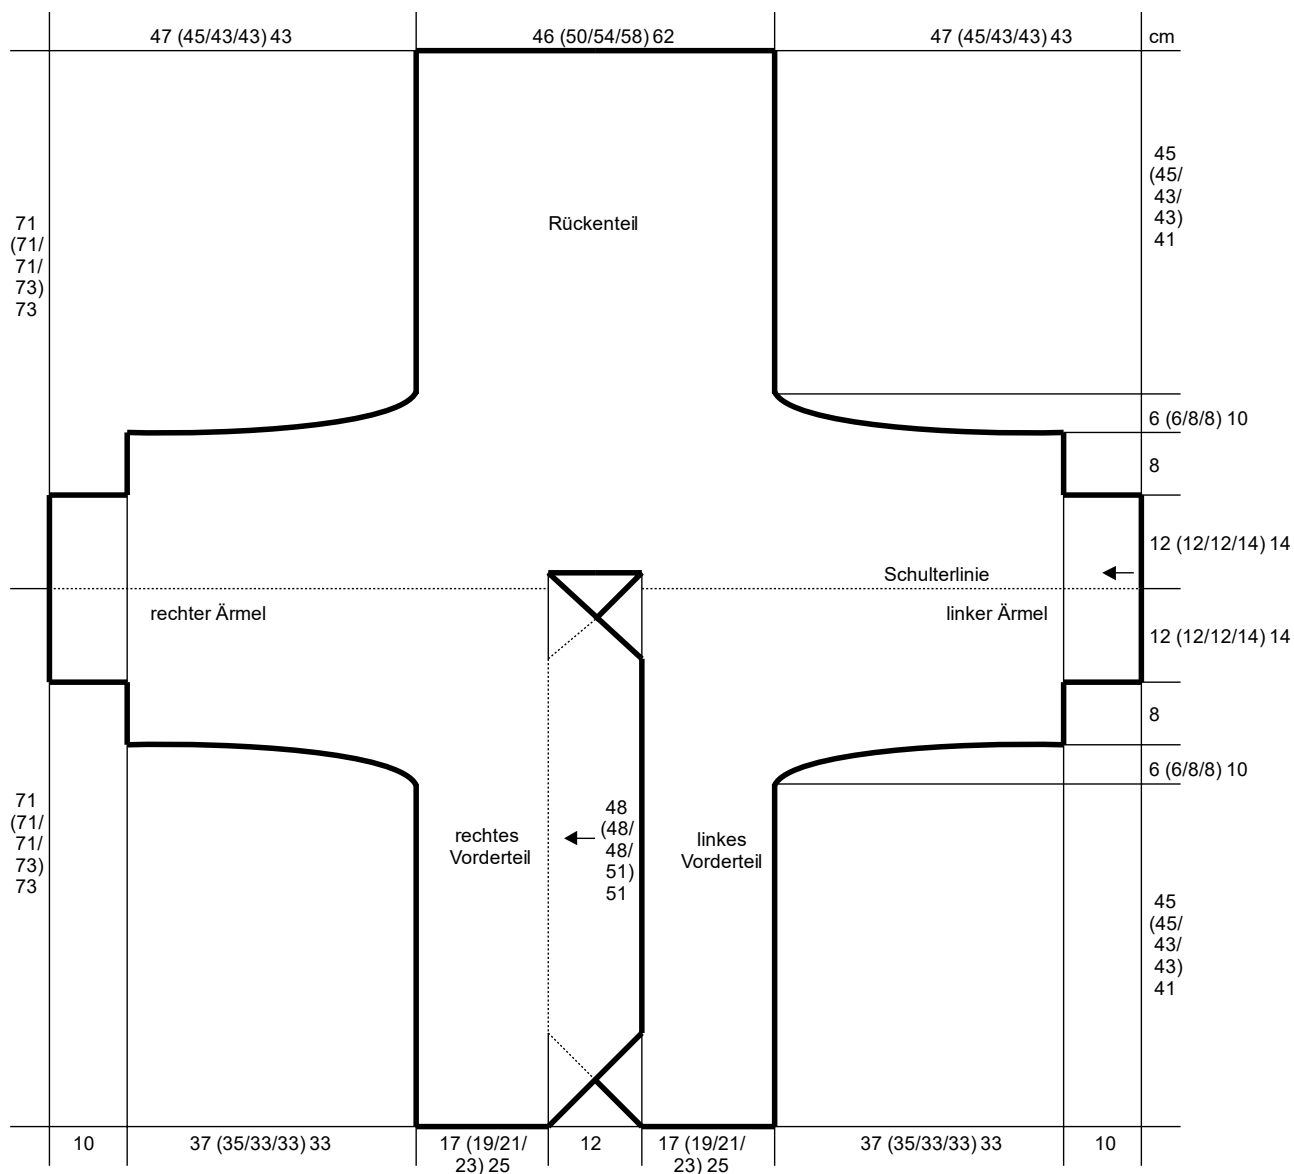 47 (45/43/43) 43
46 (50/54/58) 62
47 (45/43/43) 43
cm
45
(45/
43/
43)
41
71
(71/
71/
73)
73
Rückenteil
6 (6/8/8) 10
8
12 (12/12/14) 14
Schulterlinie
rechter Ärmel
linker Ärmel
12 (12/12/14) 14
8
6 (6/8/8) 10
71
(71/
71/
73)
73
rechtes
Vorderteil
48
(48/
48/
51)
51
linkes
Vorderteil
45
(45/
43/
43)
41
10
37 (35/33/33) 33
17 (19/21/
23) 25
12
17 (19/21/
23) 25
37 (35/33/33) 33
10